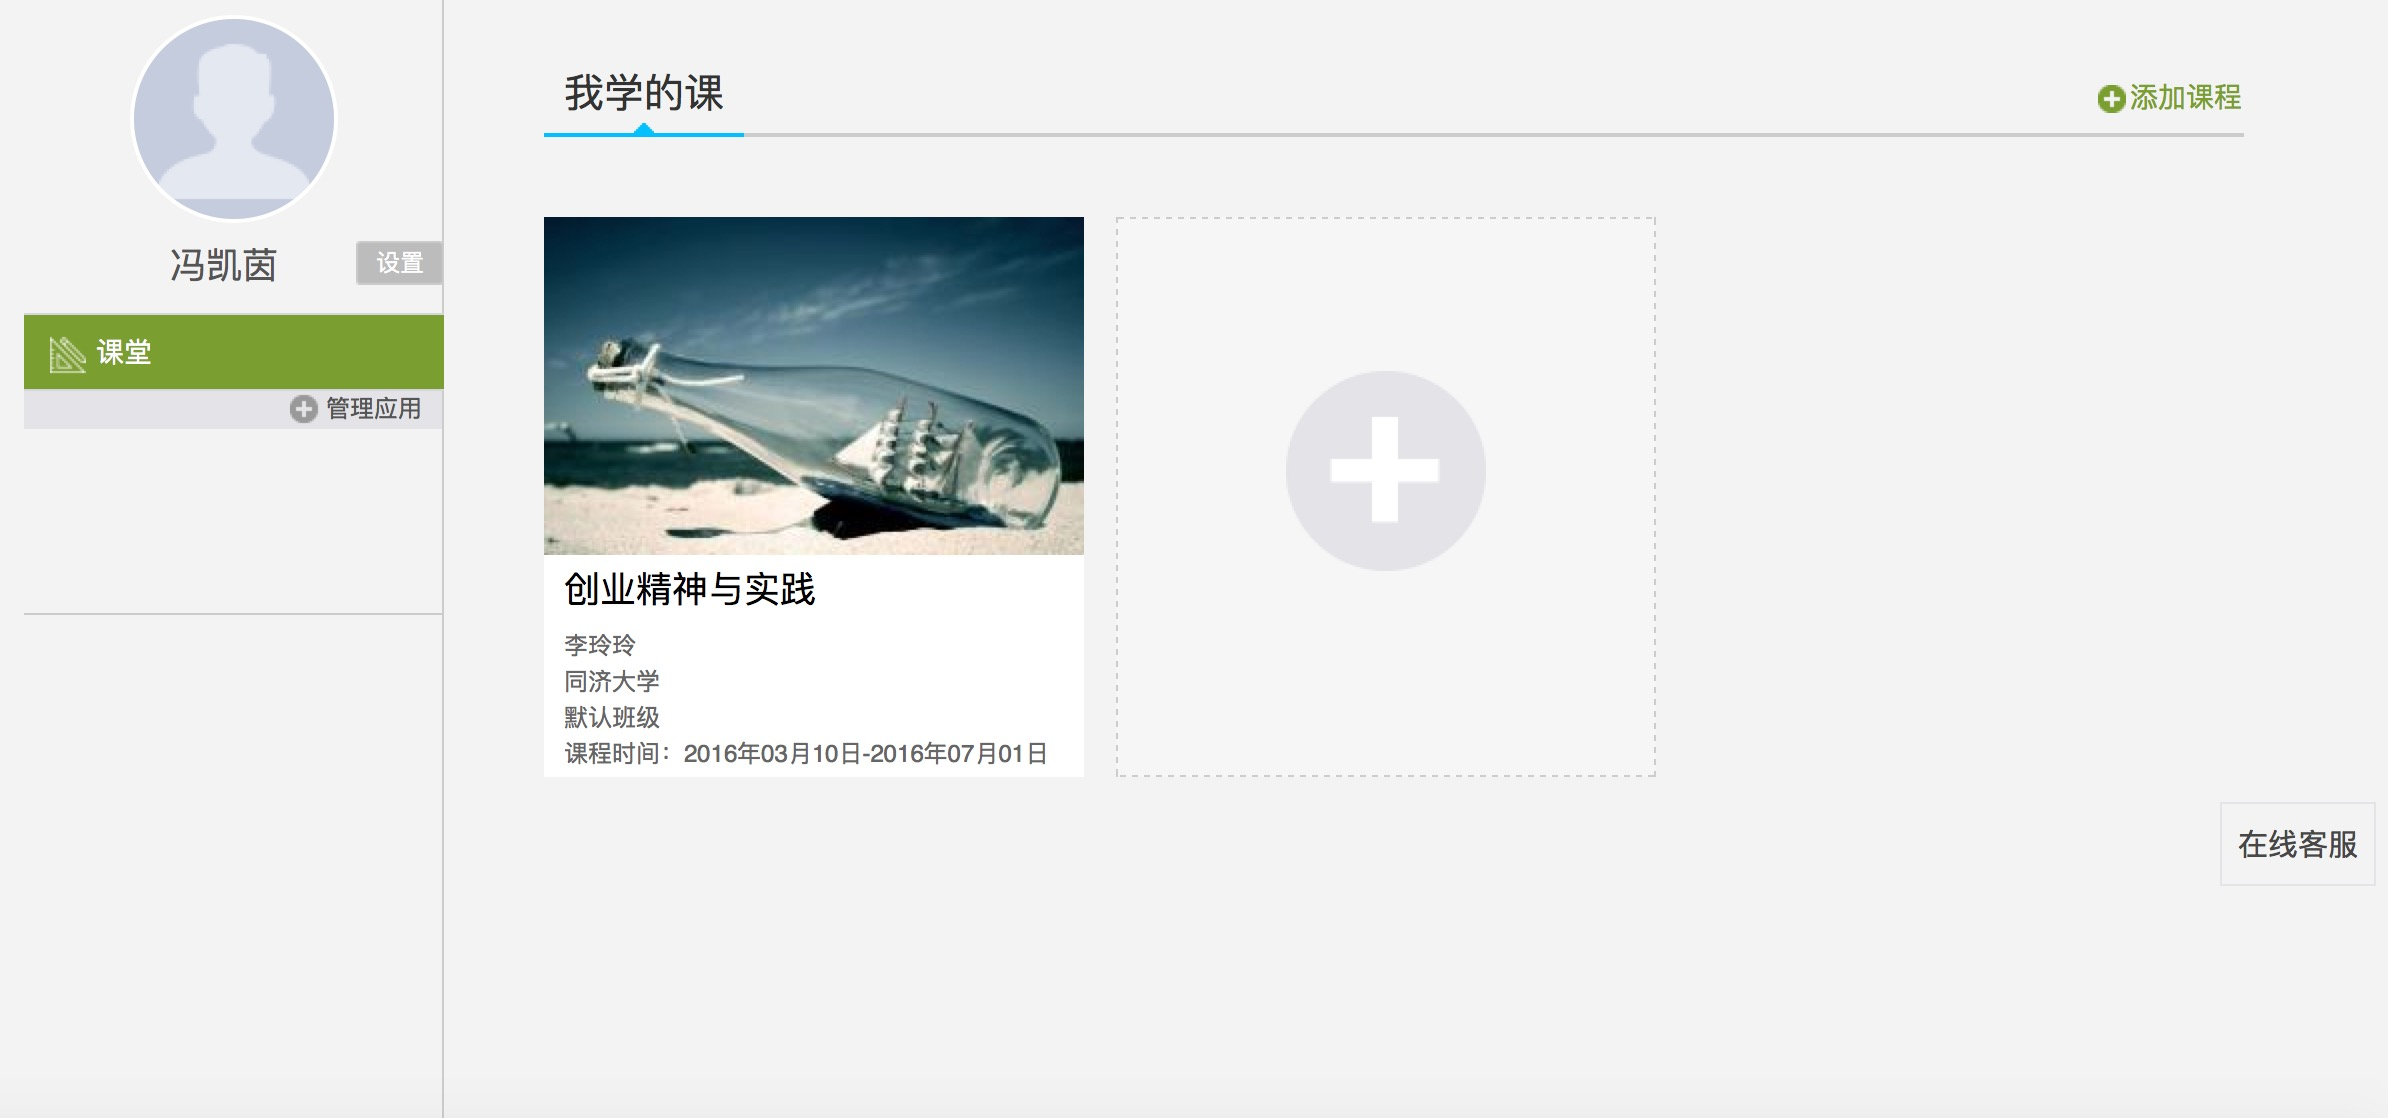 冯凯茵
设置
课堂
管理应用
我学的课
添加课程
创业精神与实践
李玲玲
同济大学
默认班级
课程时间：2016年03月10日-2016年07月01日
在线客服